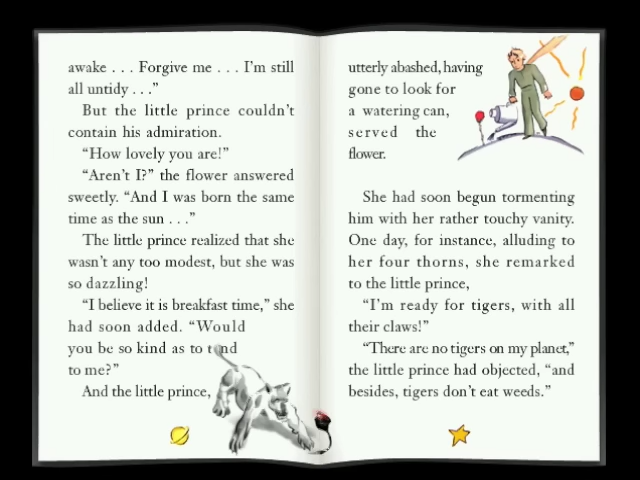 awake . . . Forgive me . . . I’m still
all untidy . . .”
But the little prince couldn’t
contain his admiration.
“How lovely you are!”
“Aren’t I?” the flower answered
sweetly. “And I was born the same
time as the sun . . .”
The little prince realized that she
wasn’t any too modest, but she was
so dazzling!
“I believe it is breakfast time,” she
had soon added. “Would
you be so kind as to tend
to me?”
And the little prince,
utterly abashed, having
gone to look for
a watering can,
served the
flower.
She had soon begun tormenting
him with her rather touchy vanity.
One day, for instance, alluding to
her four thorns, she remarked
to the little prince,
“I’m ready for tigers, with all
their claws!”
“There are no tigers on my planet,”
the little prince had objected, “and
besides, tigers don’t eat weeds.”